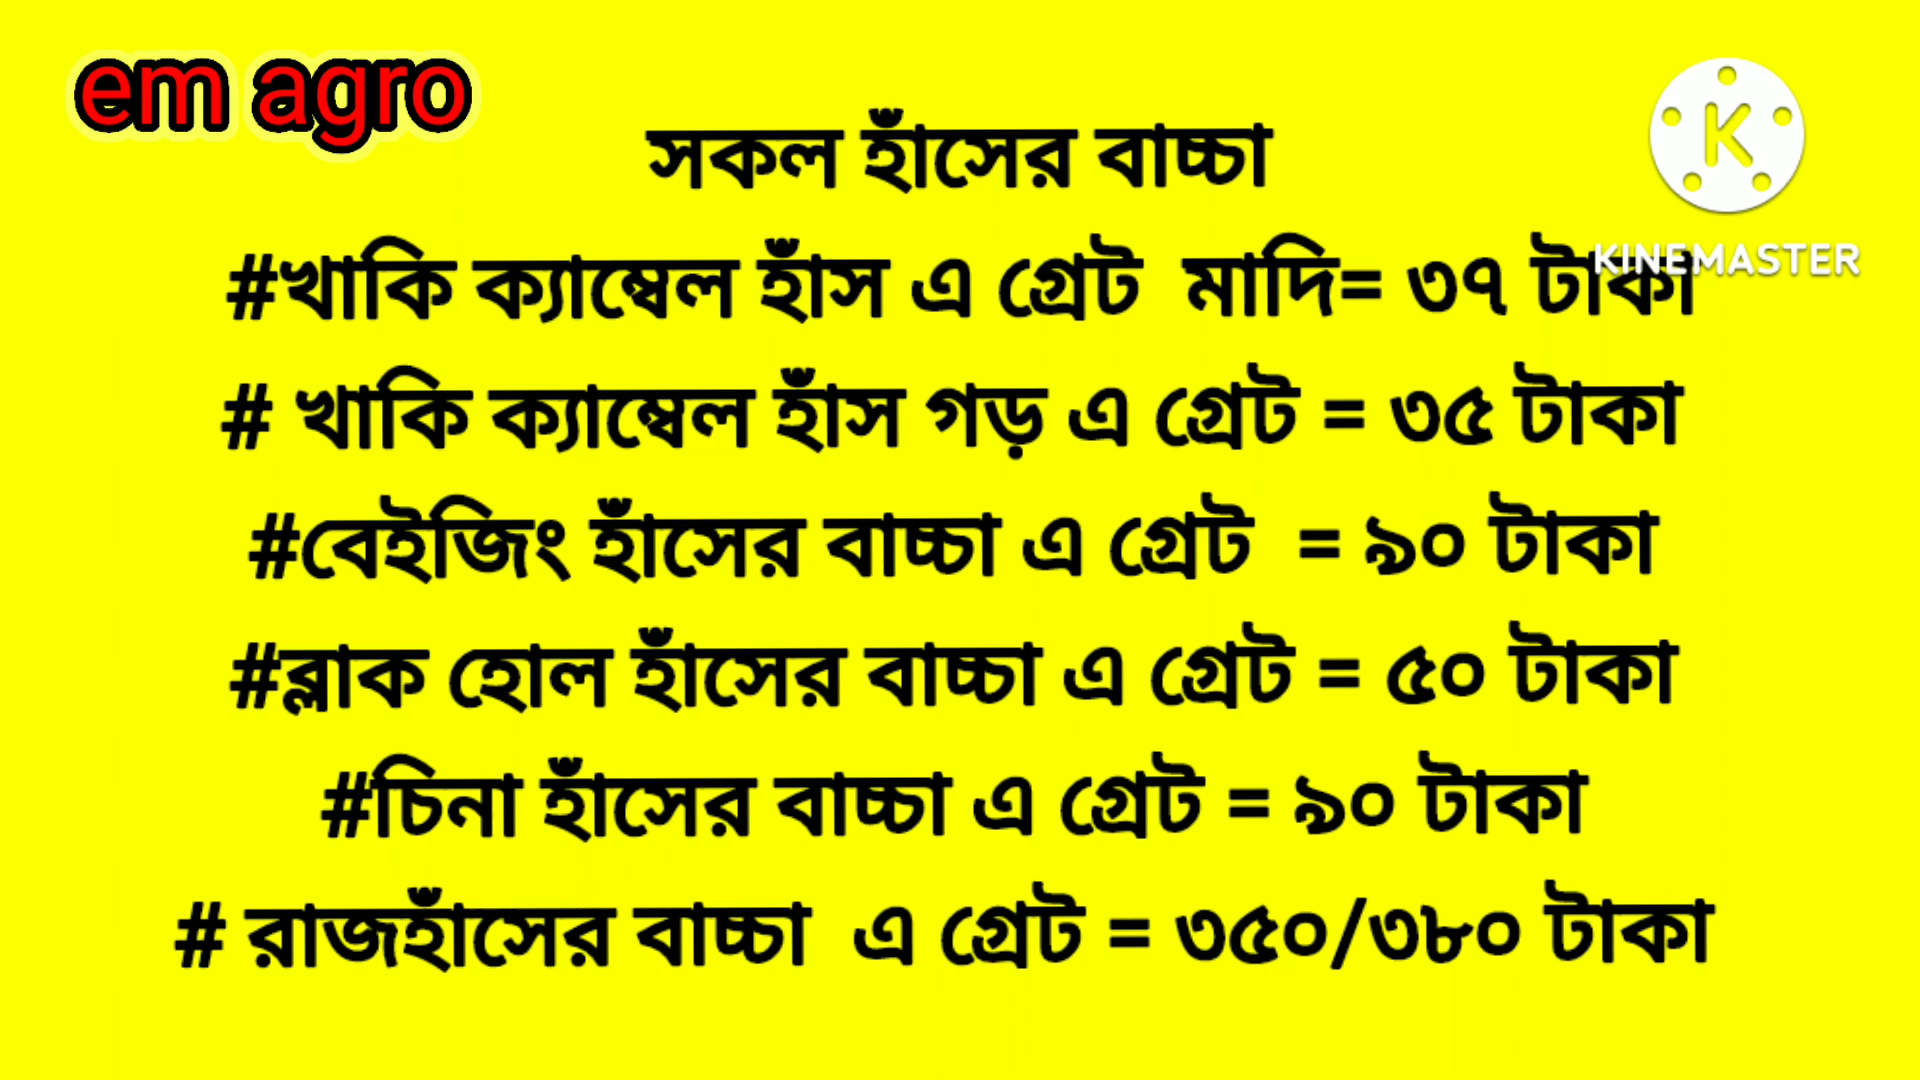 em agro
সকল হাঁসের বাচ্চা
#খাকি ক্যাম্বেল হাঁস এ গ্রেট মাদি= ৩৭ টাকা
KINEMASTER
# খাকি ক্যাম্বেল হাঁস গড় এ গ্রেট = ৩৫ টাকা
#বেইজিং হাঁসের বাচ্চা এ গ্রেট = ৯০ টাকা
#ব্লাক হোল হাঁসের বাচ্চা এ গ্রেট = ৫০ টাকা
#চিনা হাঁসের বাচ্চা এ গ্রেট = ৯০ টাকা
# রাজহাঁসের বাচ্চা এ গ্রেট = ৩৫০/৩৮০ টাকা